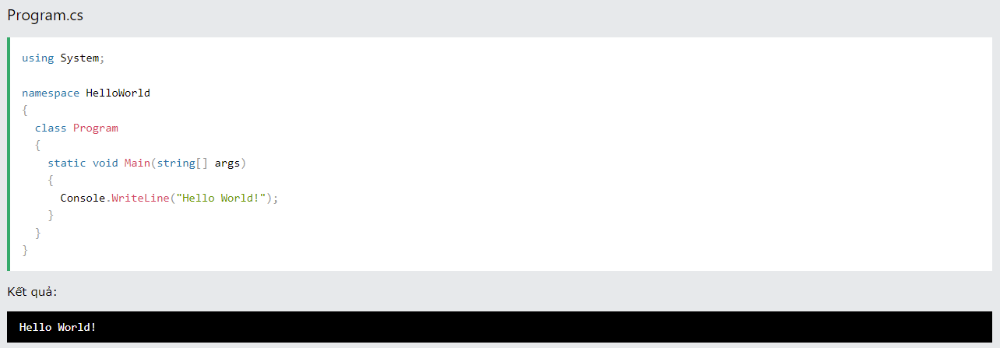 Program.cs
using System;
namespace HelloWorld
{
  class Program
  {
    static void Main(string[] args)
    {
      Console.WriteLine("Hello World!");
    }
  }
}
Kết quả:
Hello World!